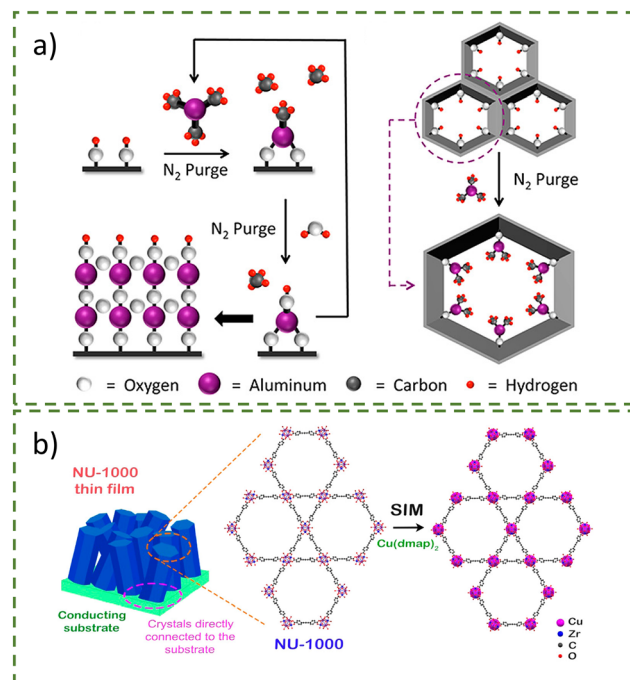 a)
N₂ Purge
N₂ Purge
N₂ Purge
= Oxygen = Aluminum = Carbon = Hydrogen
b)
NU-1000
thin film
Conducting
substrate
Crystals directly
connected to the
substrate
NU-1000
SIM
Cu(dmap)₂
Cu
Zr
C
O